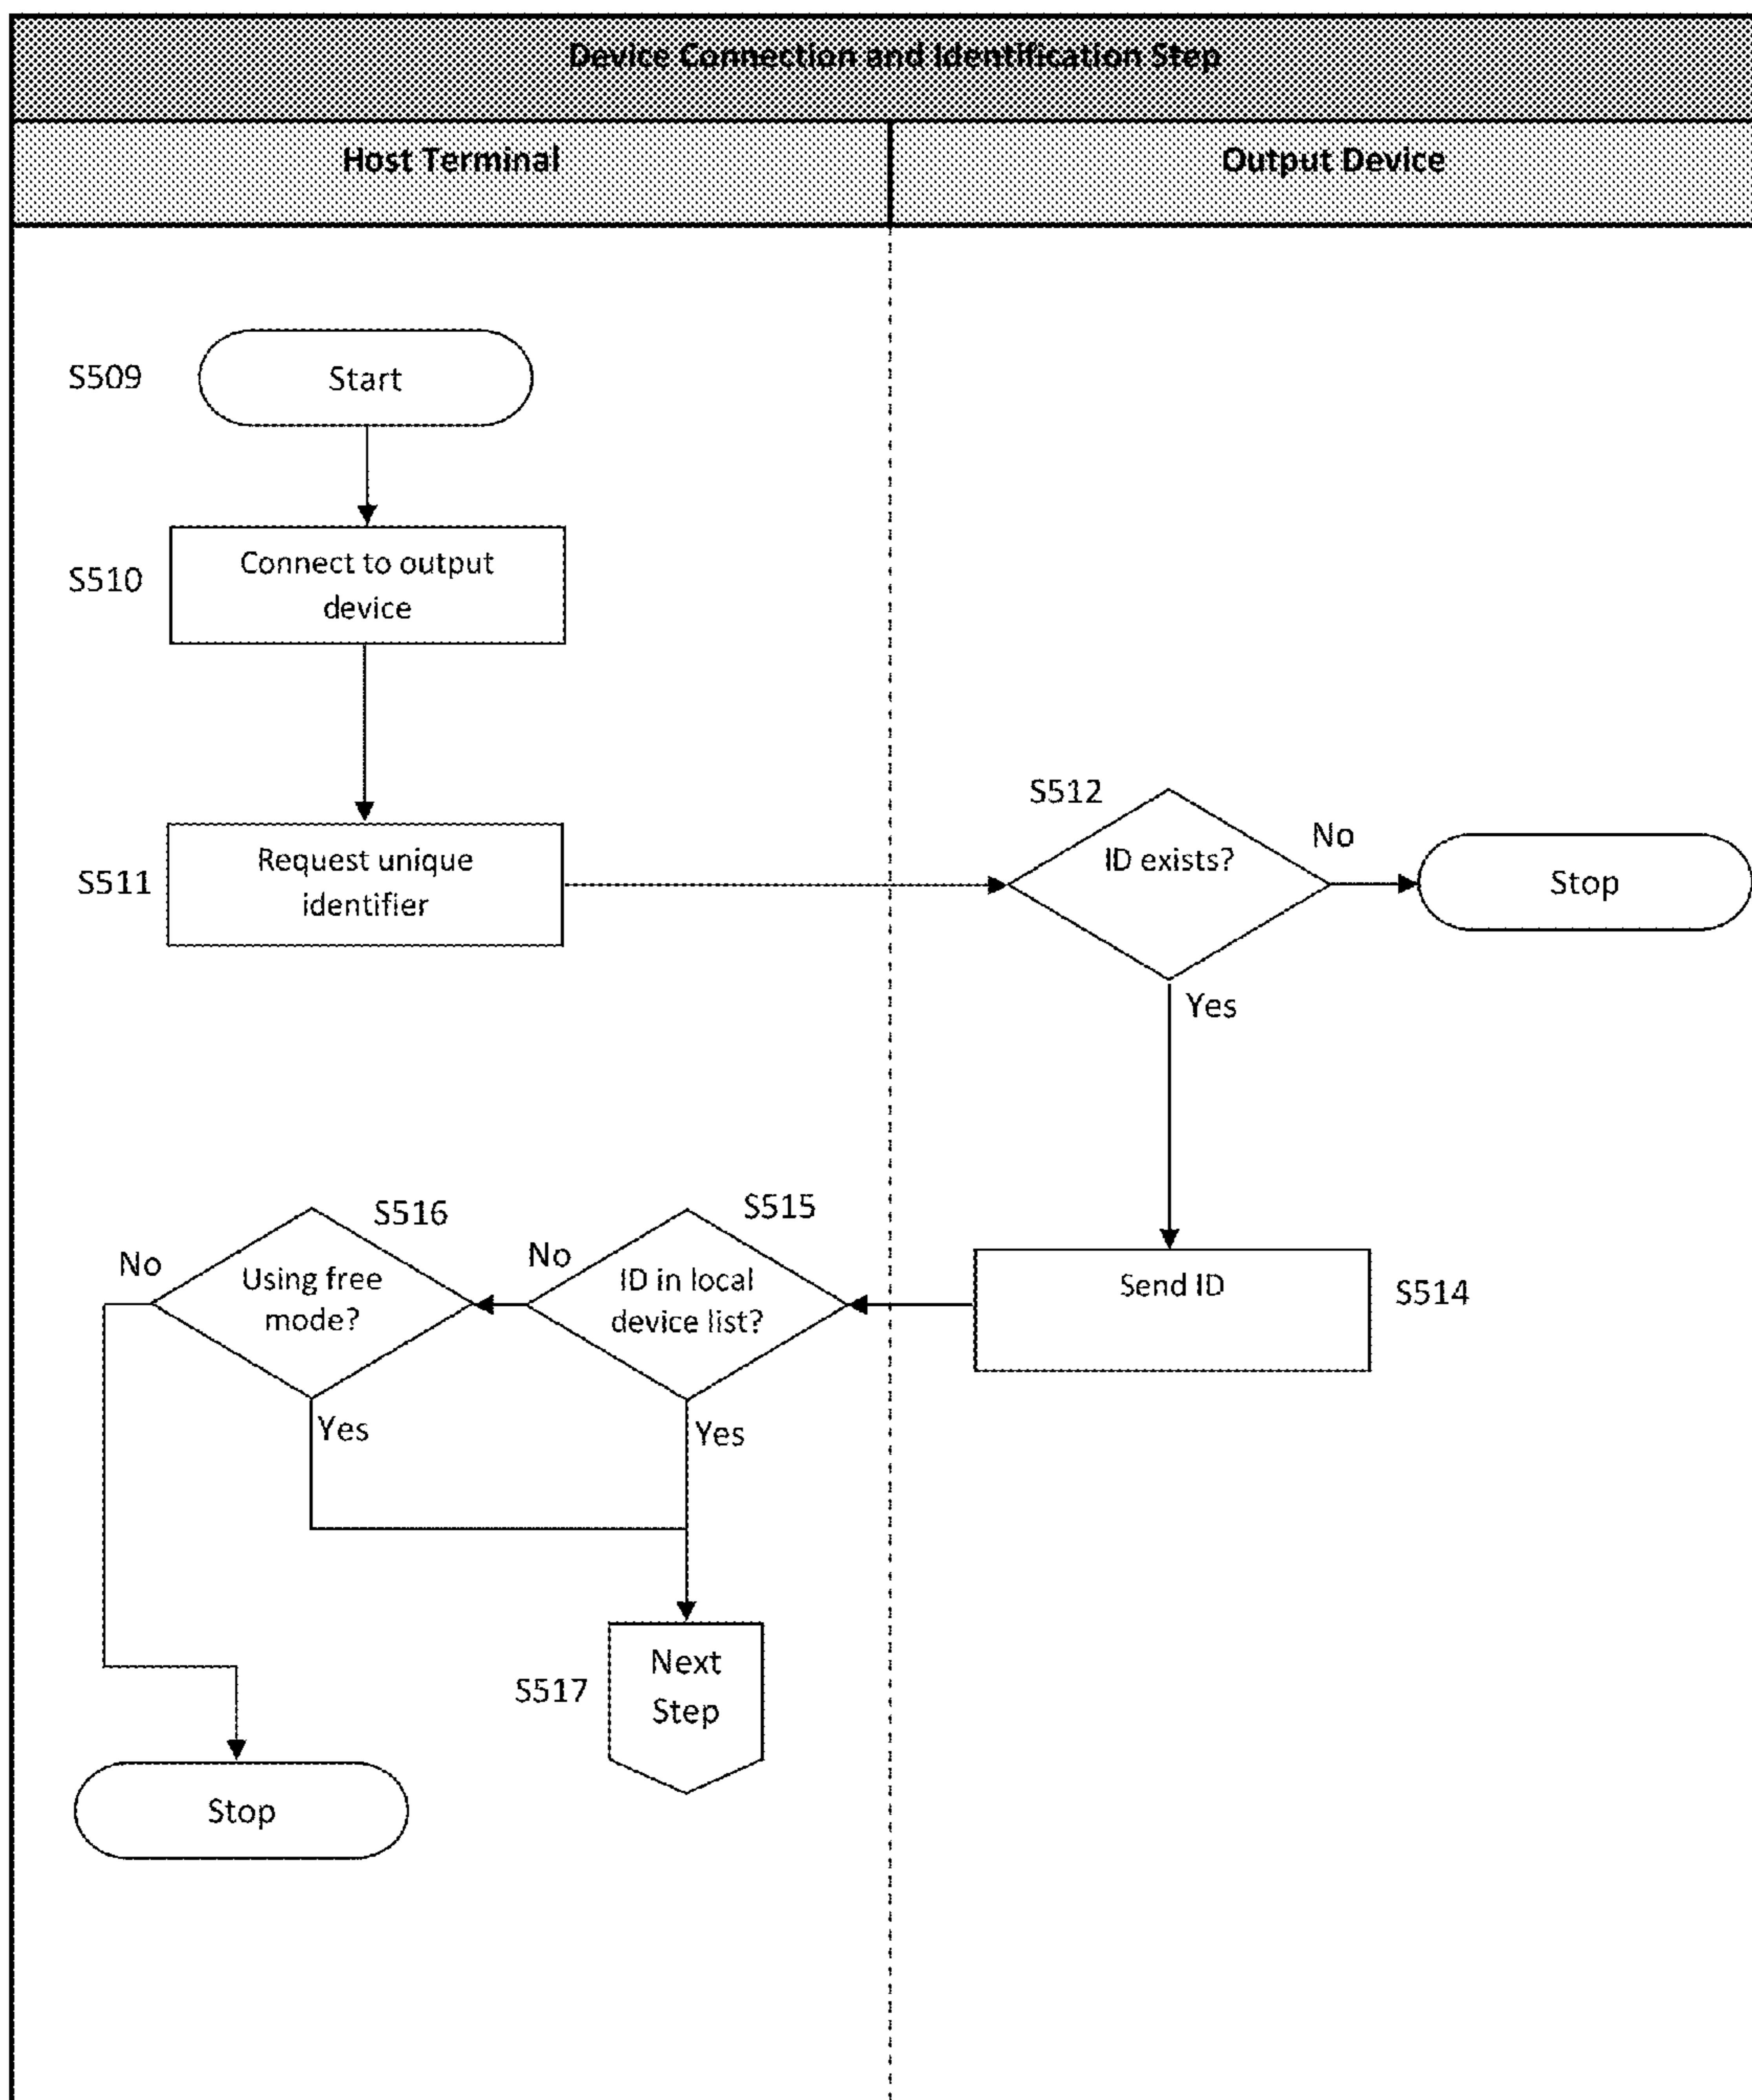 Device Connection and Identification Step
Host Terminal
Output Device
S509
Start
S510
Connect to output
device
S511
Request unique
identifier
S512
ID exists?
No
Stop
Yes
S516
S515
No
Using free
mode?
No
ID in local
device list?
Send ID
S514
Yes
Yes
S517
Next
Step
Stop